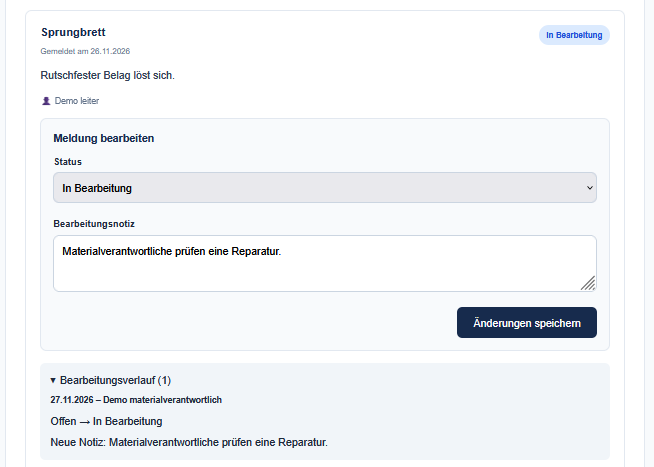 Sprungbrett
In Bearbeitung
Gemeldet am 26.11.2026
Rutschfester Belag löst sich.
Demo leiter
Meldung bearbeiten
Status
In Bearbeitung
Bearbeitungsnotiz
Materialverantwortliche prüfen eine Reparatur.
Änderungen speichern
▾ Bearbeitungsverlauf (1)
27.11.2026 – Demo materialverantwortlich
Offen → In Bearbeitung
Neue Notiz: Materialverantwortliche prüfen eine Reparatur.